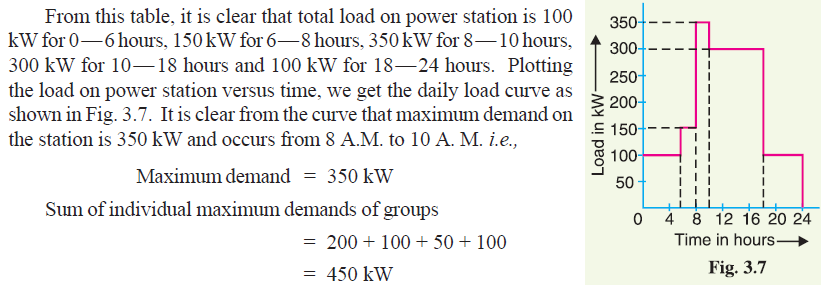 From this table, it is clear that total load on power station is 100
kW for 0—6 hours, 150 kW for 6—8 hours, 350 kW for 8—10 hours,
300 kW for 10—18 hours and 100 kW for 18—24 hours. Plotting
the load on power station versus time, we get the daily load curve as
shown in Fig. 3.7. It is clear from the curve that maximum demand on
the station is 350 kW and occurs from 8 A.M. to 10 A. M. i.e.,
Maximum demand = 350 kW
Sum of individual maximum demands of groups
= 200 + 100 + 50 + 100
= 450 kW
Load in kW
350
300
250
200
150
100
50
0 4 8 12 16 20 24
Time in hours
Fig. 3.7